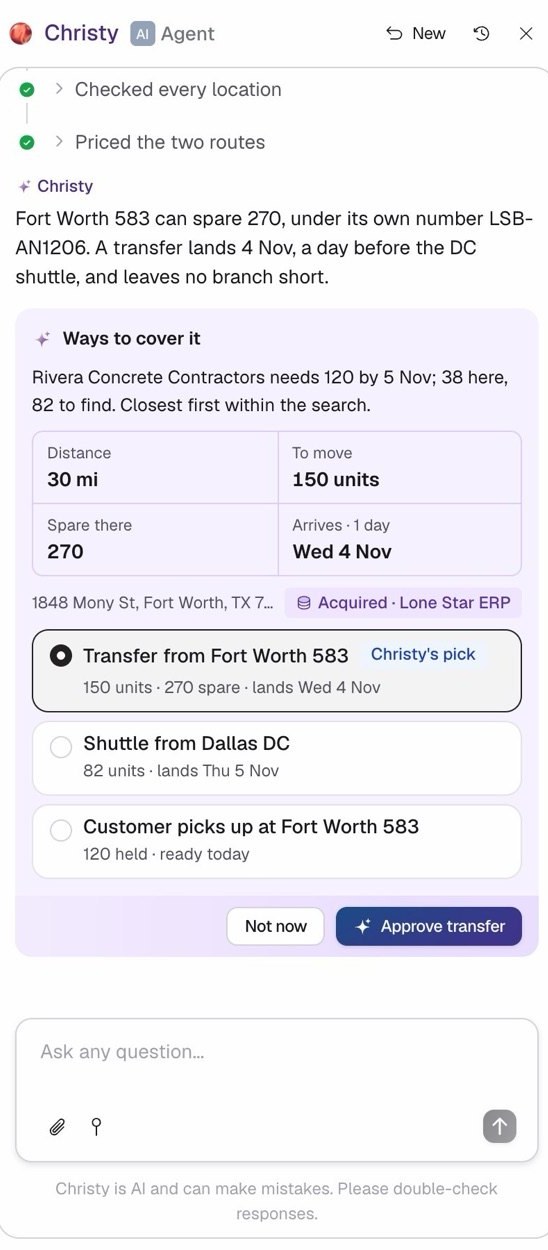 Christy AI Agent New
Checked every location
Priced the two routes
Christy
Fort Worth 583 can spare 270, under its own number LSB-
AN1206. A transfer lands 4 Nov, a day before the DC
shuttle, and leaves no branch short.
Ways to cover it
Rivera Concrete Contractors needs 120 by 5 Nov; 38 here,
82 to find. Closest first within the search.
Distance
30 mi
To move
150 units
Spare there
270
Arrives · 1 day
Wed 4 Nov
1848 Mony St, Fort Worth, TX 7...
Acquired · Lone Star ERP
Transfer from Fort Worth 583
Christy's pick
150 units · 270 spare · lands Wed 4 Nov
Shuttle from Dallas DC
82 units · lands Thu 5 Nov
Customer picks up at Fort Worth 583
120 held · ready today
Not now
Approve transfer
Ask any question...
Christy is AI and can make mistakes. Please double-check
responses.